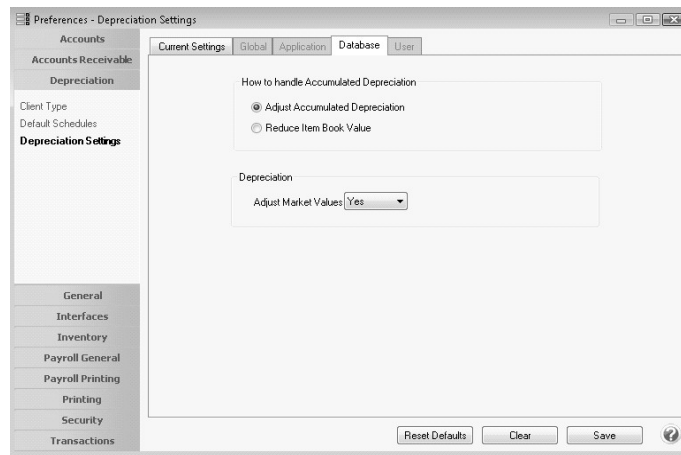 Preferences - Depreciation Settings
Accounts
Accounts Receivable
Depreciation
Client Type
Default Schedules
Depreciation Settings
General
Interfaces
Inventory
Payroll General
Payroll Printing
Printing
Security
Transactions
Current Settings Global Application Database User
How to handle Accumulated Depreciation
Adjust Accumulated Depreciation
Reduce Item Book Value
Depreciation
Adjust Market Values Yes
Reset Defaults Clear Save ?